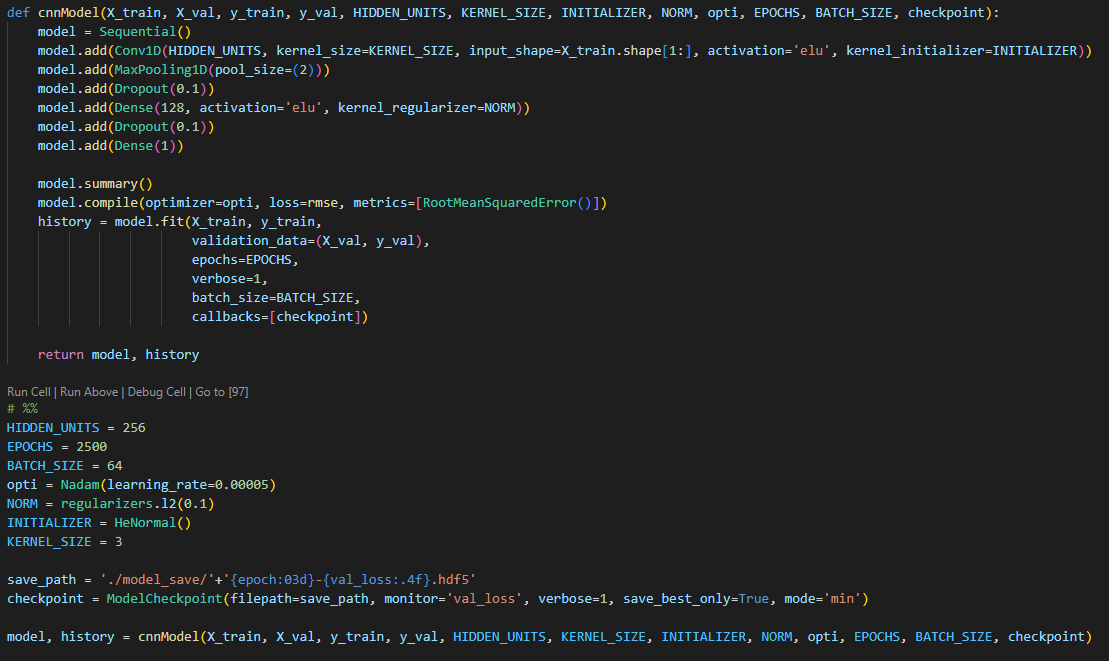 def cnnModel(X_train, X_val, y_train, y_val, HIDDEN_UNITS, KERNEL_SIZE, INITIALIZER, NORM, opti, EPOCHS, BATCH_SIZE, checkpoint):
    model = Sequential()
    model.add(Conv1D(HIDDEN_UNITS, kernel_size=KERNEL_SIZE, input_shape=X_train.shape[1:], activation='elu', kernel_initializer=INITIALIZER))
    model.add(MaxPooling1D(pool_size=(2)))
    model.add(Dropout(0.1))
    model.add(Dense(128, activation='elu', kernel_regularizer=NORM))
    model.add(Dropout(0.1))
    model.add(Dense(1))

    model.summary()
    model.compile(optimizer=opti, loss=rmse, metrics=[RootMeanSquaredError()])
    history = model.fit(X_train, y_train,
                        validation_data=(X_val, y_val),
                        epochs=EPOCHS,
                        verbose=1,
                        batch_size=BATCH_SIZE,
                        callbacks=[checkpoint])

    return model, history

Run Cell | Run Above | Debug Cell | Go to [97]
# %%
HIDDEN_UNITS = 256
EPOCHS = 2500
BATCH_SIZE = 64
opti = Nadam(learning_rate=0.00005)
NORM = regularizers.l2(0.1)
INITIALIZER = HeNormal()
KERNEL_SIZE = 3

save_path = './model_save/'+'{epoch:03d}-{val_loss:.4f}.hdf5'
checkpoint = ModelCheckpoint(filepath=save_path, monitor='val_loss', verbose=1, save_best_only=True, mode='min')

model, history = cnnModel(X_train, X_val, y_train, y_val, HIDDEN_UNITS, KERNEL_SIZE, INITIALIZER, NORM, opti, EPOCHS, BATCH_SIZE, checkpoint)